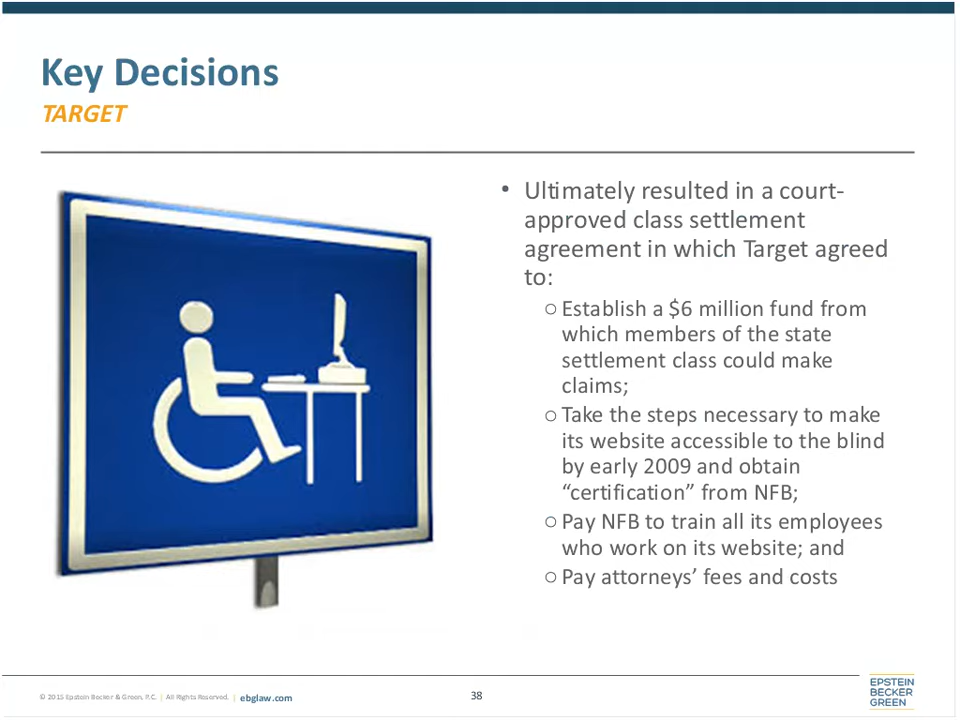 Key Decisions
TARGET
• Ultimately resulted in a court-
approved class settlement
agreement in which Target agreed
to:
○ Establish a $6 million fund from
which members of the state
settlement class could make
claims;
○ Take the steps necessary to make
its website accessible to the blind
by early 2009 and obtain
“certification” from NFB;
○ Pay NFB to train all its employees
who work on its website; and
○ Pay attorneys’ fees and costs
© 2015 Epstein Becker & Green, P.C. | All Rights Reserved. | ebglaw.com
38
EPSTEIN
BECKER
GREEN